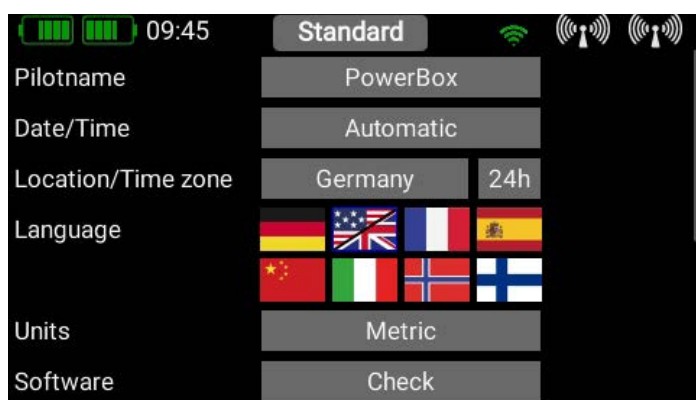 09:45 Standard
Pilotname PowerBox
Date/Time Automatic
Location/Time zone Germany 24h
Language
Units Metric
Software Check